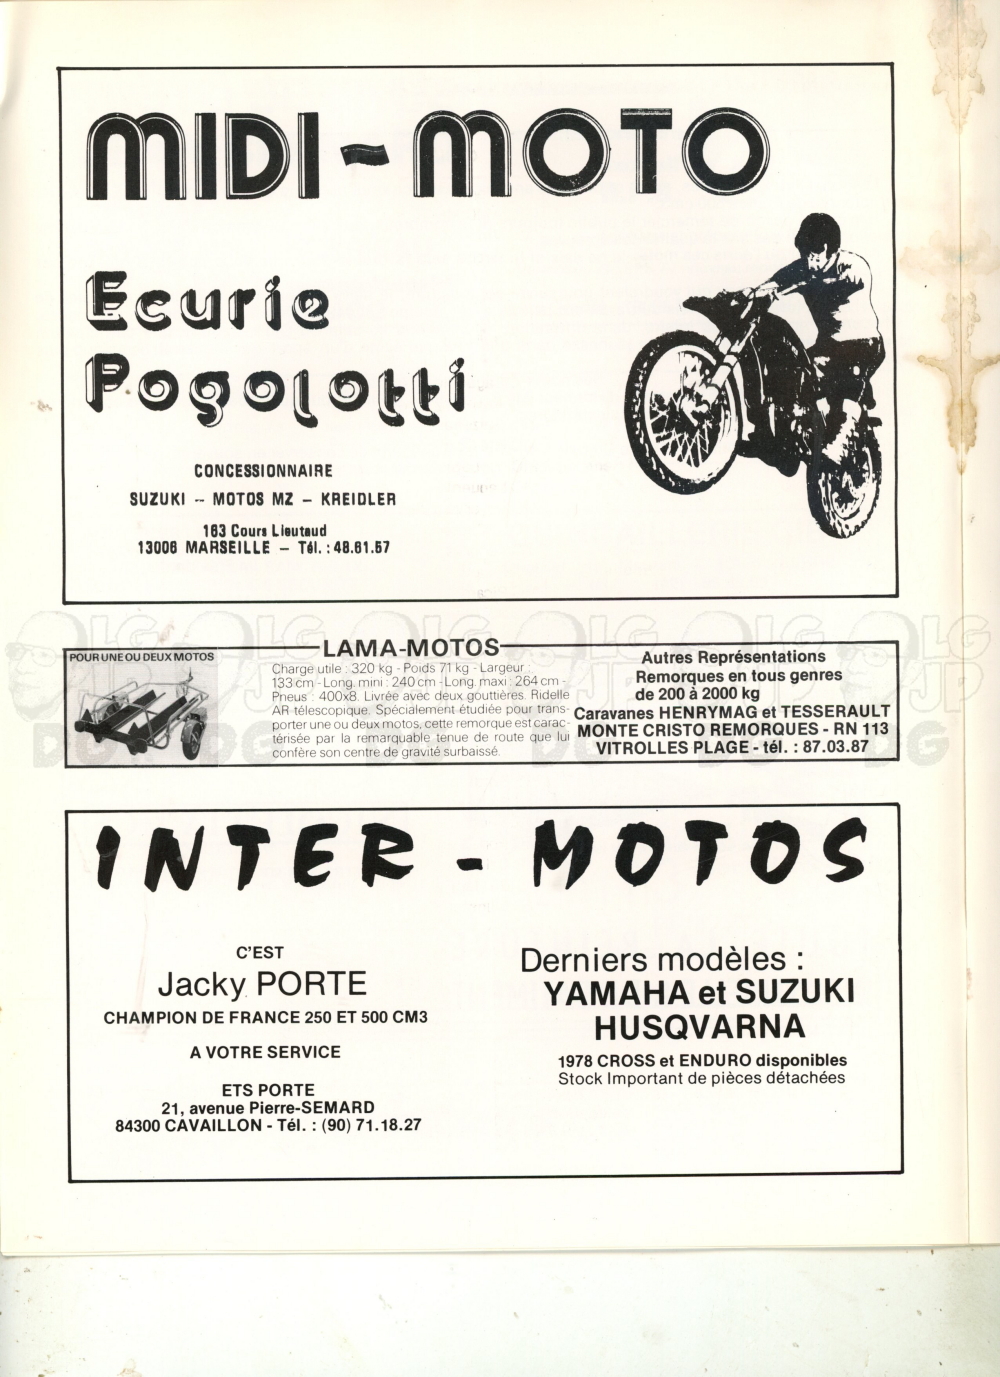 MIDI - MOTO
Ecurie
Pogolotti
CONCESSIONNAIRE
SUZUKI - MOTOS MZ - KREIDLER
163 Cours Lieutaud
13006 MARSEILLE - Tél. : 48.61.57
LAMA-MOTOS
POUR UNE OU DEUX MOTOS
Charge utile : 320 kg - Poids 71 kg - Largeur :
133 cm - Long. mini : 240 cm - Long. maxi : 264 cm -
Pneus : 400x8. Livrée avec deux gouttières. Ridelle
AR télescopique. Spécialement étudiée pour trans-
porter une ou deux motos, cette remorque est carac-
térisée par la remarquable tenue de route que lui
confère son centre de gravité surbaissé.
Autres Représentations
Remorques en tous genres
de 200 à 2000 kg
Caravanes HENRYMAG et TESSERAULT
MONTE CRISTO REMORQUES - RN 113
VITROLLES PLAGE - tél. : 87.03.87
INTER - MOTOS
C'EST
Jacky PORTE
CHAMPION DE FRANCE 250 ET 500 CM3
A VOTRE SERVICE
ETS PORTE
21, avenue Pierre-SEMARD
84300 CAVAILLON - Tél. : (90) 71.18.27
Derniers modèles :
YAMAHA et SUZUKI
HUSQVARNA
1978 CROSS et ENDURO disponibles
Stock Important de pièces détachées